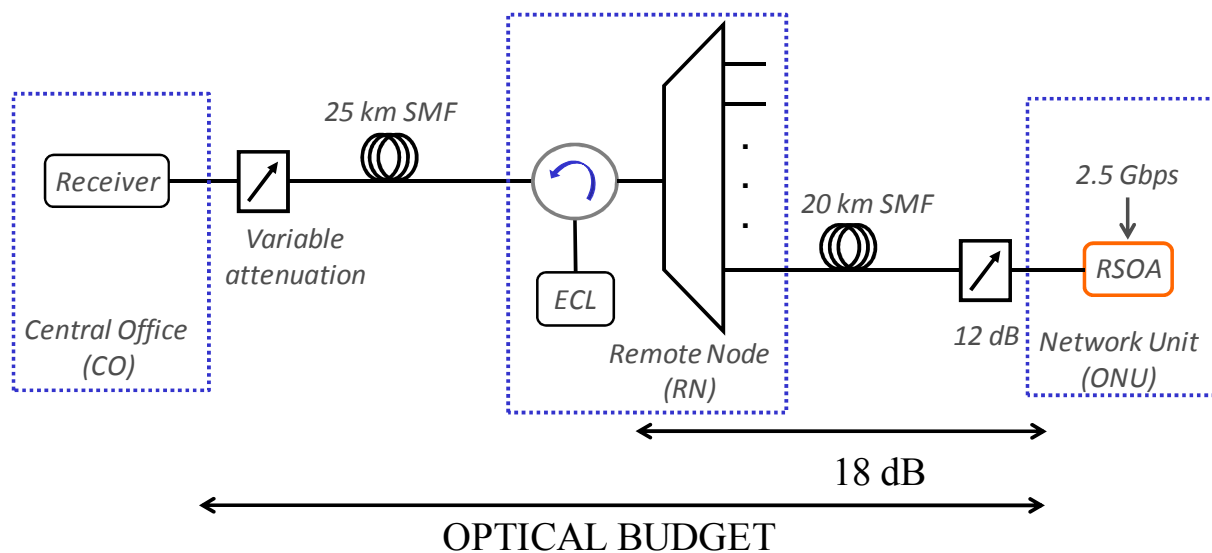 Receiver
Variable
attenuation
Central Office
(CO)
25 km SMF
ECL
Remote Node
(RN)
20 km SMF
12 dB
2.5 Gbps
RSOA
Network Unit
(ONU)
18 dB
OPTICAL BUDGET